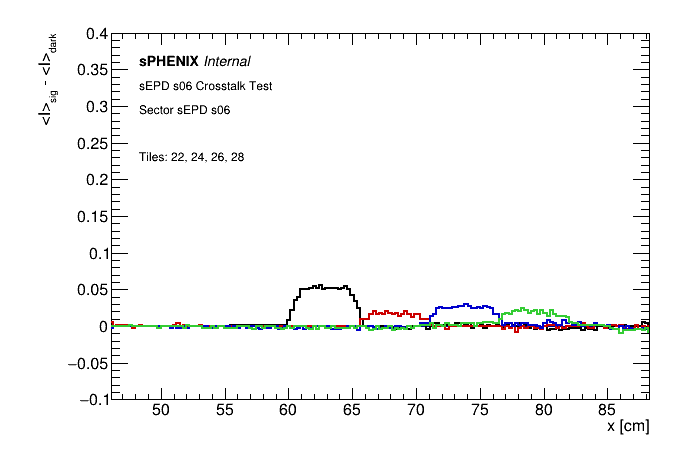 <I>sig - <I>dark
0.4
0.35
0.3
0.25
0.2
0.15
0.1
0.05
0
−0.05
−0.1
sPHENIX Internal
sEPD s06 Crosstalk Test
Sector sEPD s06
Tiles: 22, 24, 26, 28
50 55 60 65 70 75 80 85
x [cm]